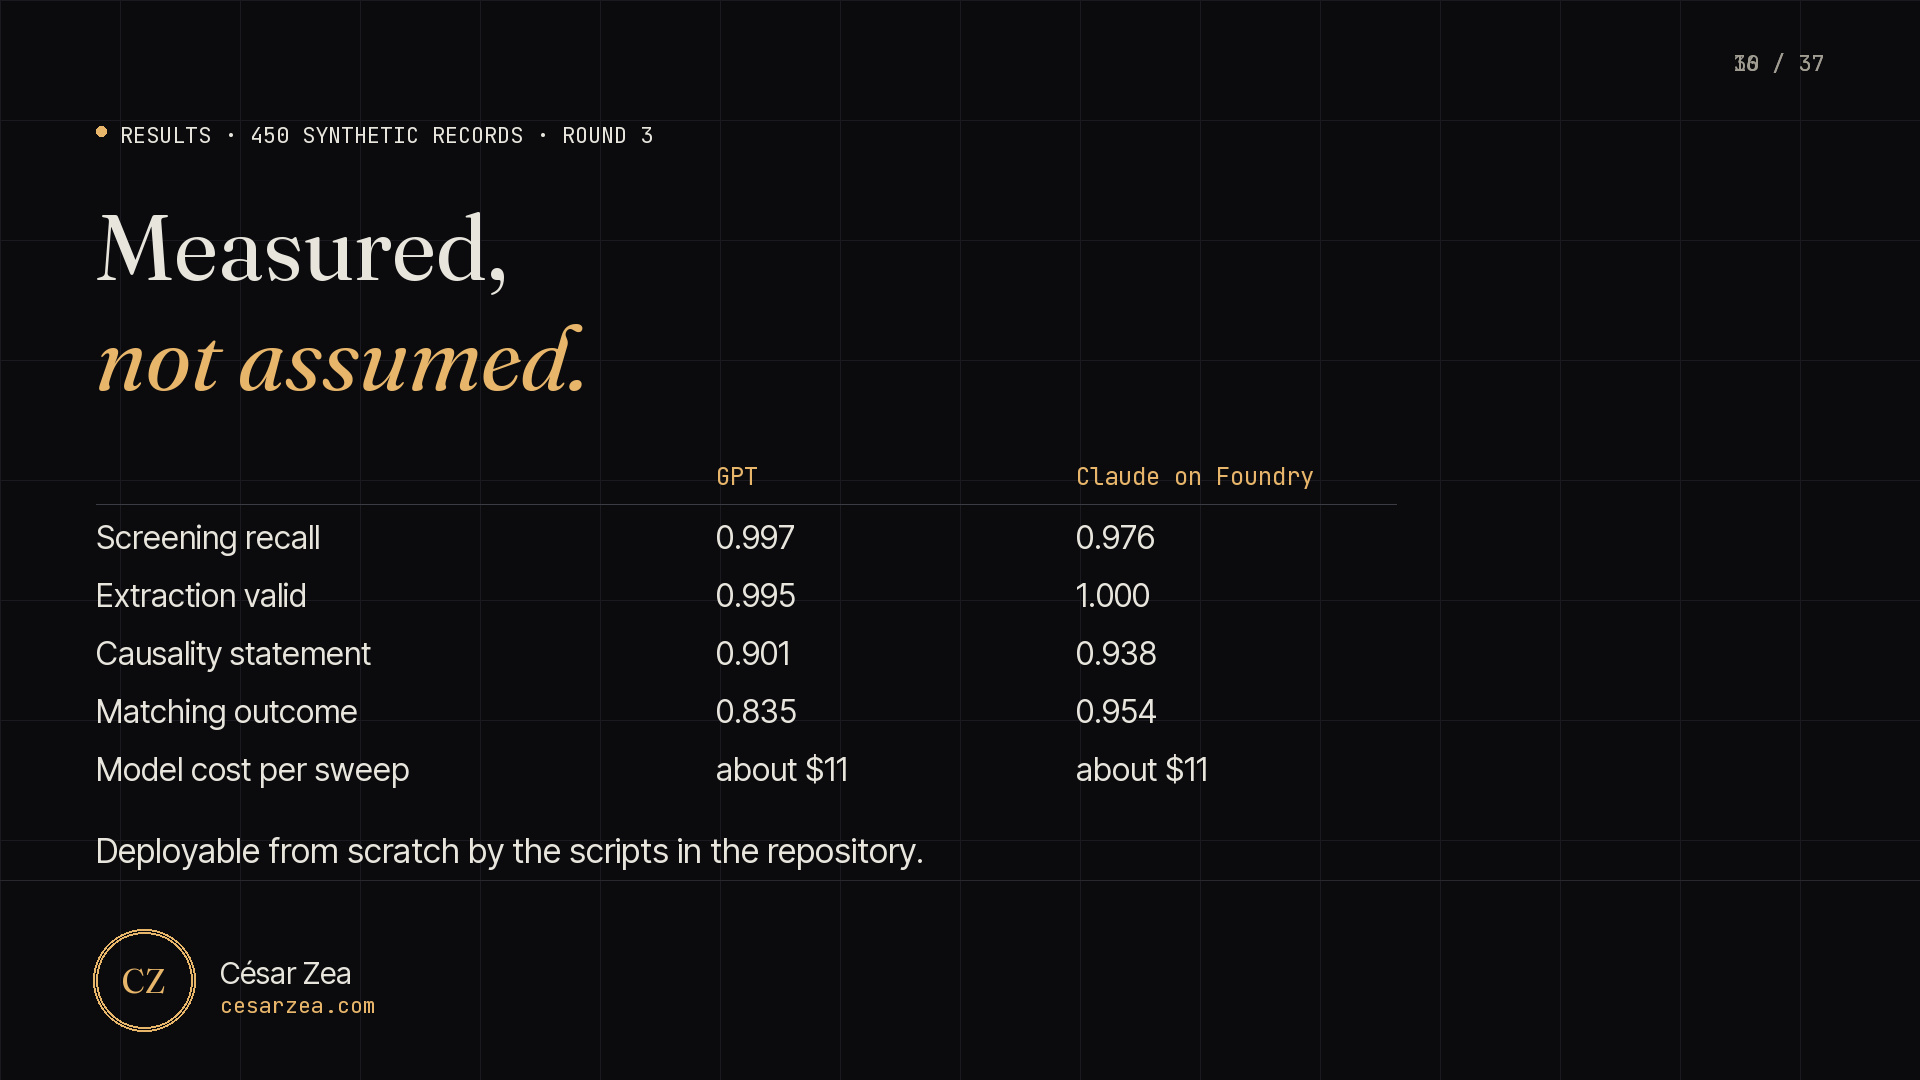 / 37
RESULTS · 450 SYNTHETIC RECORDS · ROUND 3
Measured,
not assumed.
GPT Claude on Foundry
Screening recall 0.997 0.976
Extraction valid 0.995 1.000
Causality statement 0.901 0.938
Matching outcome 0.835 0.954
Model cost per sweep about $11 about $11
Deployable from scratch by the scripts in the repository.
CZ
César Zea
cesarzea.com